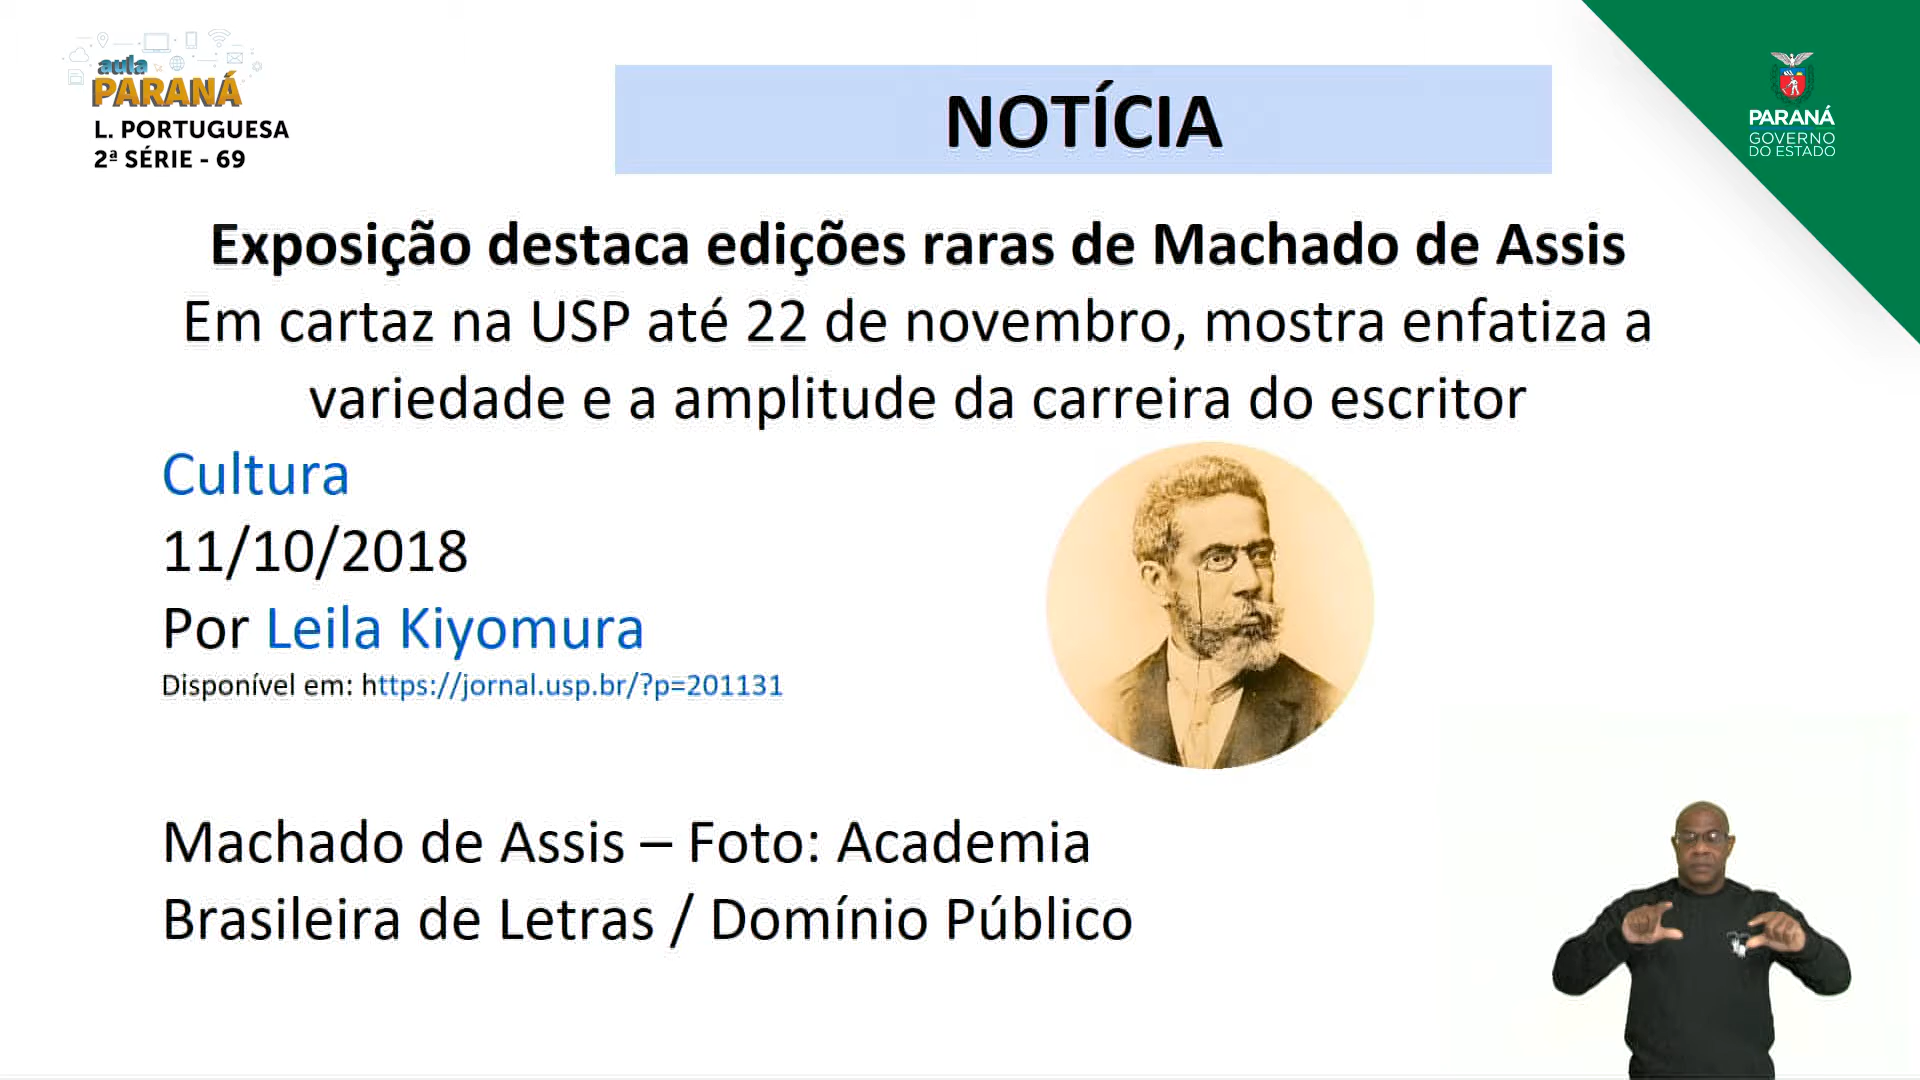 aula
PARANÁ
L. PORTUGUESA
2ª SÉRIE - 69
NOTÍCIA
PARANÁ
GOVERNO
DO ESTADO
Exposição destaca edições raras de Machado de Assis
Em cartaz na USP até 22 de novembro, mostra enfatiza a
variedade e a amplitude da carreira do escritor
Cultura
11/10/2018
Por Leila Kiyomura
Disponível em: https://jornal.usp.br/?p=201131
Machado de Assis – Foto: Academia
Brasileira de Letras / Domínio Público